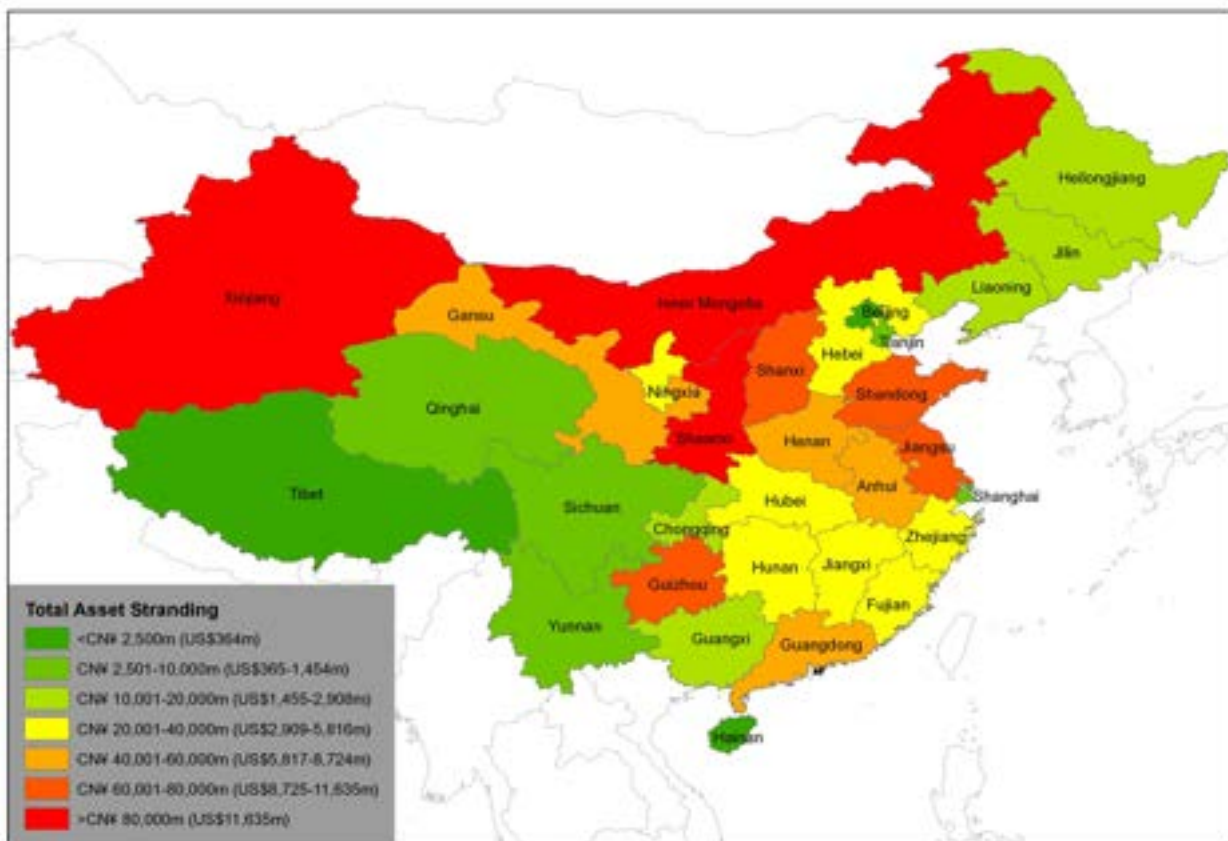 Heilongjiang
Jilin
Liaoning
Xinjiang
Inner Mongolia
Gansu
Beijing
Tianjin
Hebei
Shanxi
Ningxia
Shandong
Qinghai
Shaanxi
Henan
Jiangsu
Anhui
Shanghai
Tibet
Sichuan
Hubei
Chongqing
Zhejiang
Hunan
Jiangxi
Guizhou
Fujian
Yunnan
Guangxi
Guangdong
Hainan
Total Asset Stranding
<CN¥ 2,500m (US$364m)
CN¥ 2,501-10,000m (US$365-1,454m)
CN¥ 10,001-20,000m (US$1,455-2,908m)
CN¥ 20,001-40,000m (US$2,909-5,816m)
CN¥ 40,001-60,000m (US$5,817-8,724m)
CN¥ 60,001-80,000m (US$8,725-11,635m)
>CN¥ 80,000m (US$11,635m)